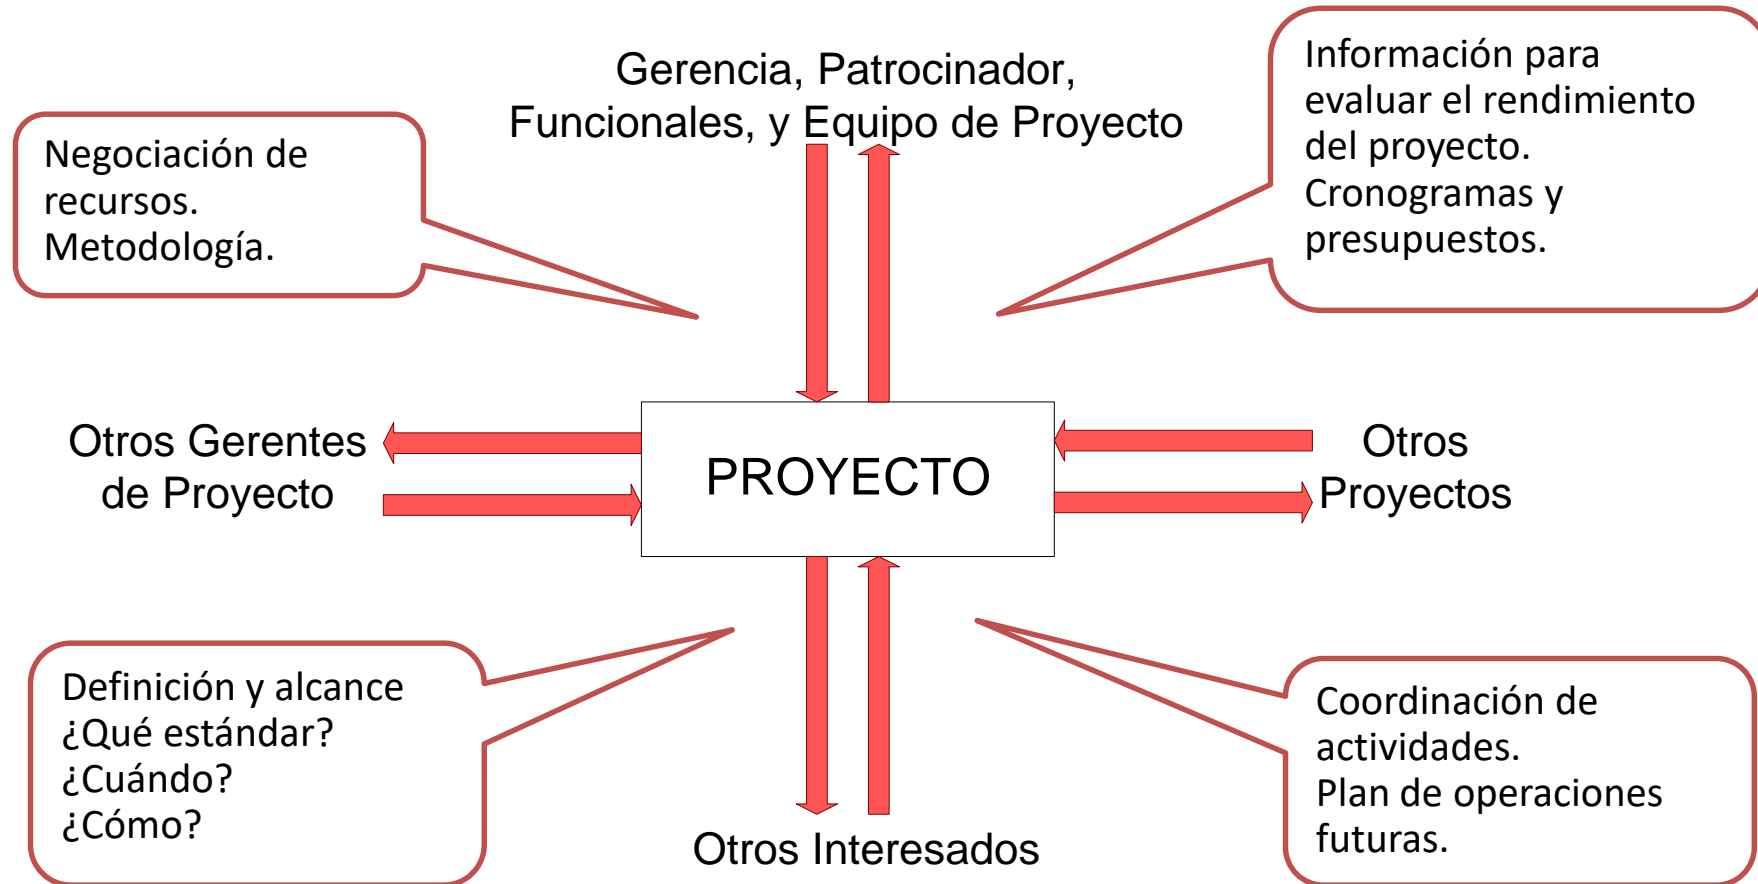 Gerencia, Patrocinador,
Funcionales, y Equipo de Proyecto
Información para
evaluar el rendimiento
del proyecto.
Cronogramas y
presupuestos.
Negociación de
recursos.
Metodología.
Otros Gerentes
de Proyecto
PROYECTO
Otros
Proyectos
Definición y alcance
¿Qué estándar?
¿Cuándo?
¿Cómo?
Coordinación de
actividades.
Plan de operaciones
futuras.
Otros Interesados